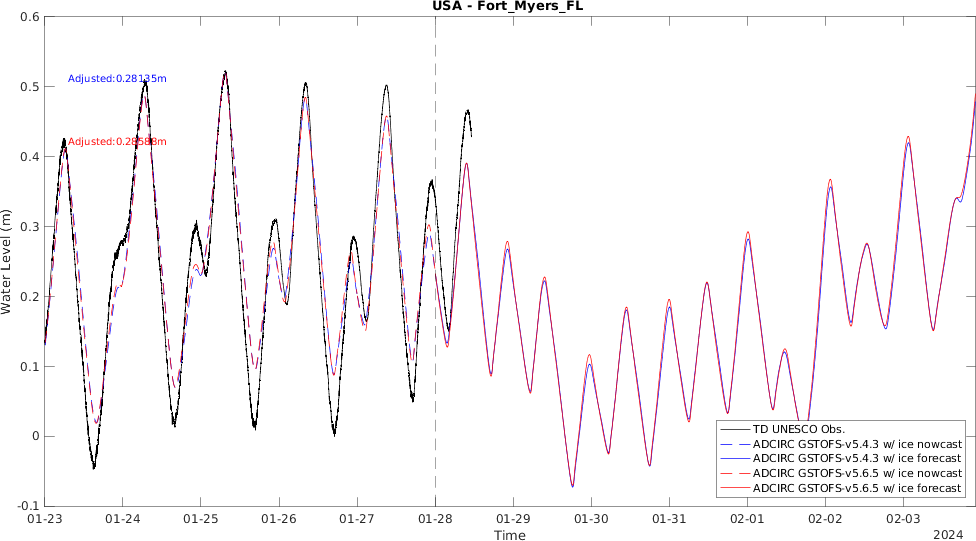 USA - Fort_Myers_FL
0.6
0.5
0.4
0.3
0.2
0.1
0
-0.1
Water Level (m)
Adjusted:0.28135m
Adjusted:0.28588m
TD UNESCO Obs.
ADCIRC GSTOFS-v5.4.3 w/ ice nowcast
ADCIRC GSTOFS-v5.4.3 w/ ice forecast
ADCIRC GSTOFS-v5.6.5 w/ ice nowcast
ADCIRC GSTOFS-v5.6.5 w/ ice forecast
01-23 01-24 01-25 01-26 01-27 01-28 01-29 01-30 01-31 02-01 02-02 02-03
Time
2024